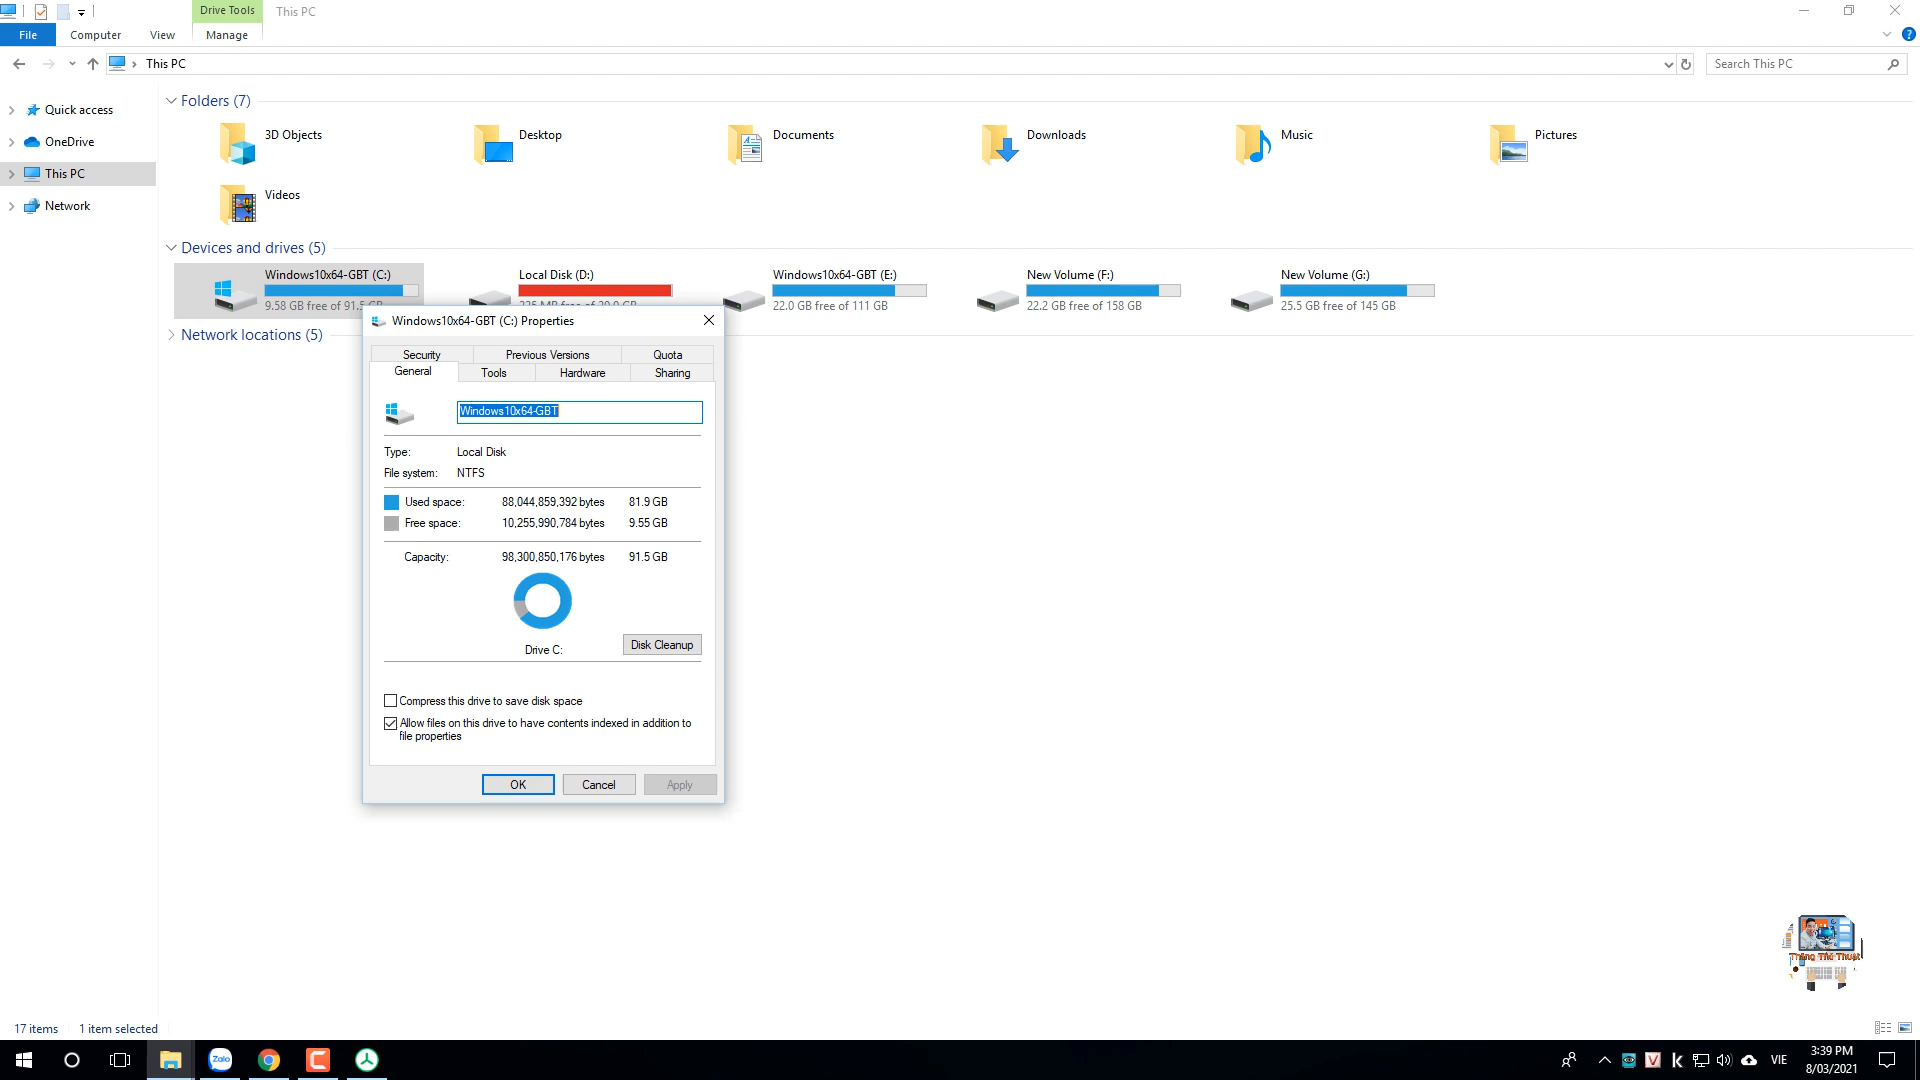 Drive Tools
This PC
File
Computer
View
Manage
This PC
Search This PC
Quick access
OneDrive
This PC
Network
Folders (7)
3D Objects
Desktop
Documents
Downloads
Music
Pictures
Videos
Devices and drives (5)
Windows10x64-GBT (C:)
9.58 GB free of 91.5 GB
Local Disk (D:)
Windows10x64-GBT (E:)
22.0 GB free of 111 GB
New Volume (F:)
22.2 GB free of 158 GB
New Volume (G:)
25.5 GB free of 145 GB
Network locations (5)
Windows10x64-GBT (C:) Properties
Security
Previous Versions
Quota
General
Tools
Hardware
Sharing
Windows10x64-GBT
Type:
Local Disk
File system:
NTFS
Used space:
88,044,859,392 bytes
81.9 GB
Free space:
10,255,990,784 bytes
9.55 GB
Capacity:
98,300,850,176 bytes
91.5 GB
Drive C:
Disk Cleanup
Compress this drive to save disk space
Allow files on this drive to have contents indexed in addition to
file properties
OK
Cancel
Apply
Thắng Thủ Thuật
17 items
1 item selected
Zalo
VIE
3:39 PM
8/03/2021